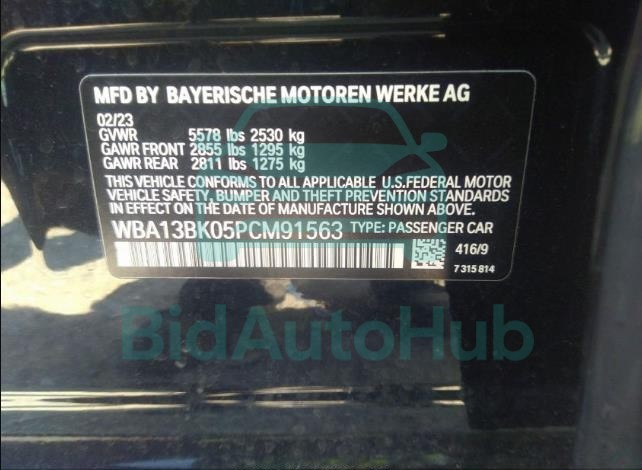 MFD BY BAYERISCHE MOTOREN WERKE AG
02/23
GVWR 5578 lbs 2530 kg
GAWR FRONT 2855 lbs 1295 kg
GAWR REAR 2811 lbs 1275 kg
THIS VEHICLE CONFORMS TO ALL APPLICABLE U.S.FEDERAL MOTOR
VEHICLE SAFETY, BUMPER AND THEFT PREVENTION STANDARDS
IN EFFECT ON THE DATE OF MANUFACTURE SHOWN ABOVE.
WBA13BK05PCM91563 TYPE: PASSENGER CAR
416/9
7 315 814
BidAutoHub